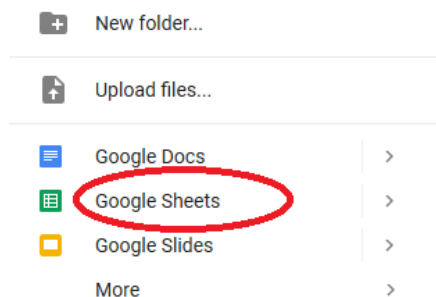 New folder...
Upload files...
Google Docs
Google Sheets
Google Slides
More